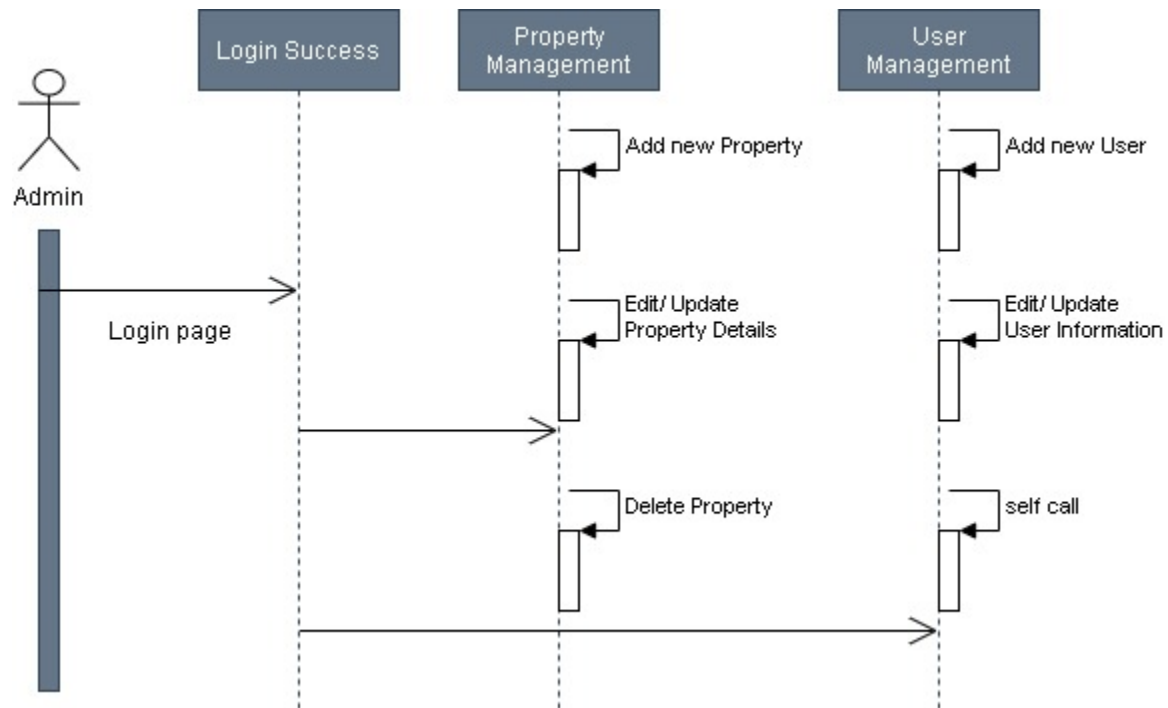 Login Success
Property
Management
User
Management
Admin
Add new Property
Add new User
Login page
Edit/ Update
Property Details
Edit/ Update
User Information
Delete Property
self call